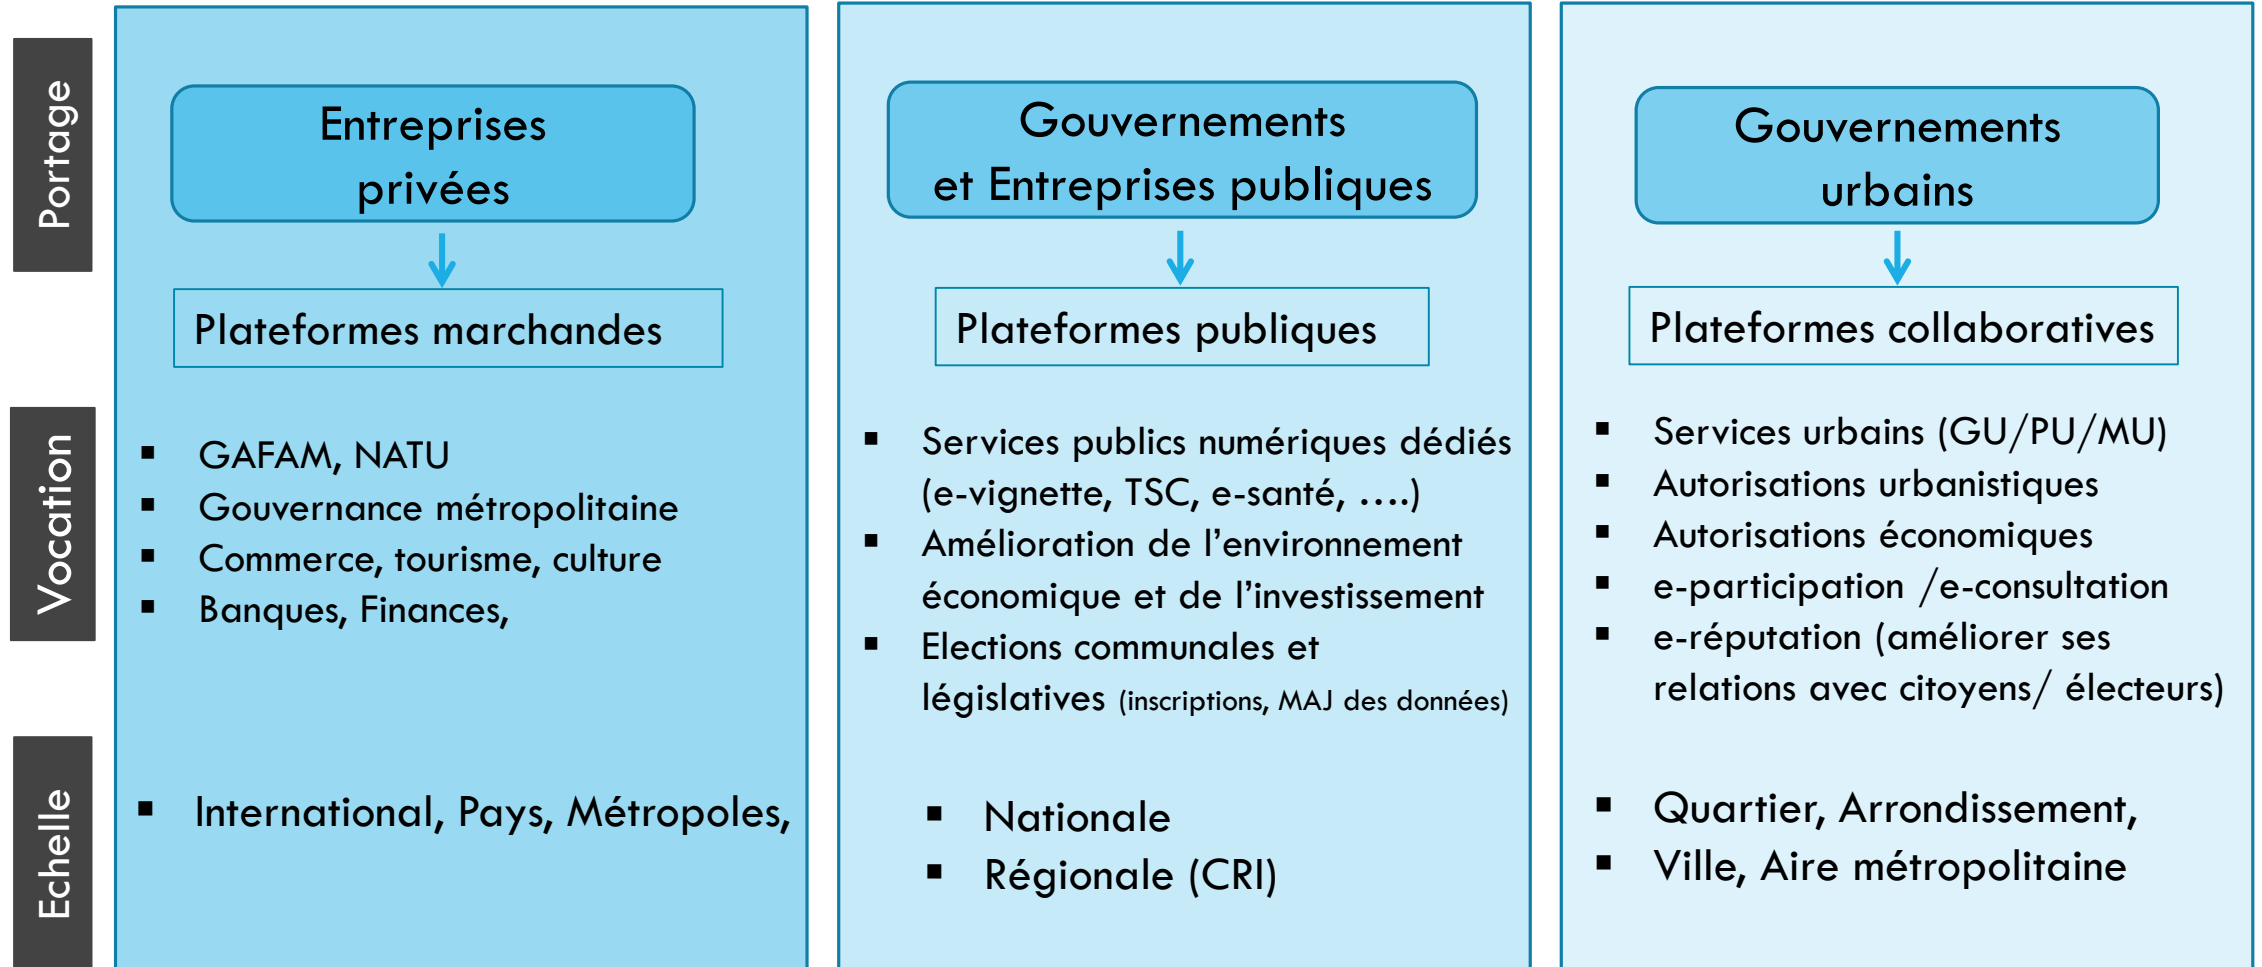 Portage
Entreprises
privées
Plateformes marchandes
Gouvernements
et Entreprises publiques
Plateformes publiques
Gouvernements
urbains
Plateformes collaboratives
Vocation
▪ GAFAM, NATU
▪ Gouvernance métropolitaine
▪ Commerce, tourisme, culture
▪ Banques, Finances,
▪ Services publics numériques dédiés
(e-vignette, TSC, e-santé, ….)
▪ Amélioration de l’environnement
économique et de l’investissement
▪ Elections communales et
législatives (inscriptions, MAJ des données)
▪ Services urbains (GU/PU/MU)
▪ Autorisations urbanistiques
▪ Autorisations économiques
▪ e-participation /e-consultation
▪ e-réputation (améliorer ses
relations avec citoyens/ électeurs)
Echelle
▪ International, Pays, Métropoles,
▪ Nationale
▪ Régionale (CRI)
▪ Quartier, Arrondissement,
▪ Ville, Aire métropolitaine